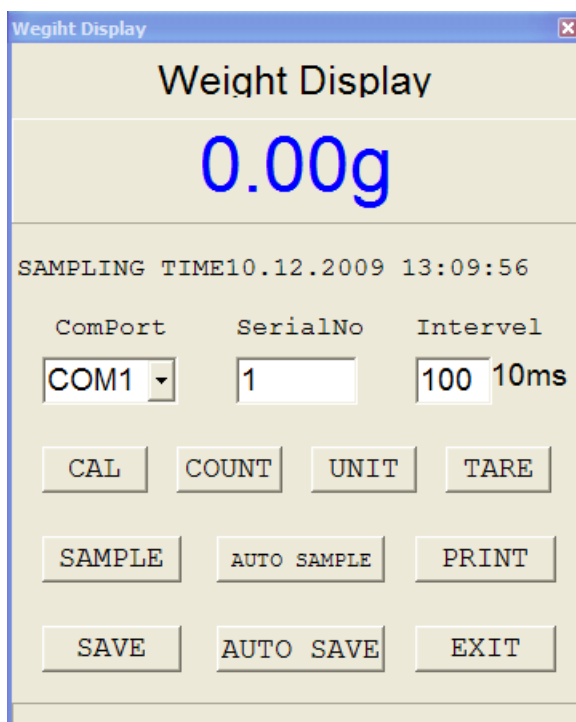 Wegiht Display
Weight Display
0.00g
SAMPLING TIME10.12.2009 13:09:56
ComPort SerialNo Intervel
COM1 1 100 10ms
CAL COUNT UNIT TARE
SAMPLE AUTO SAMPLE PRINT
SAVE AUTO SAVE EXIT